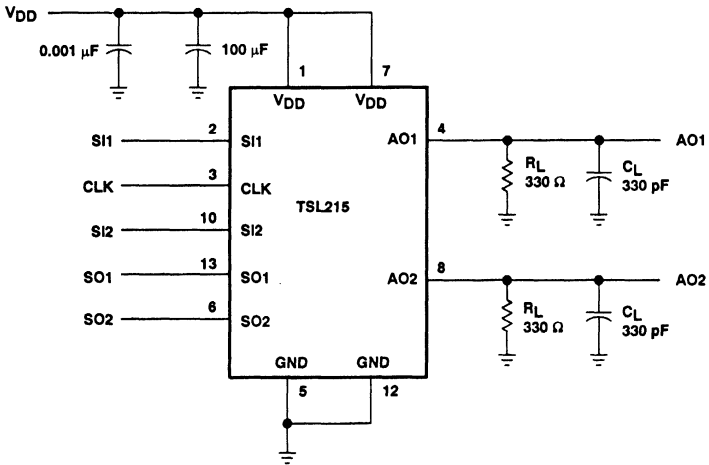 VDD
0.001 µF
100 µF
1
7
VDD
VDD
SI1
2
SI1
AO1
4
AO1
RL
330 Ω
CL
330 pF
CLK
3
CLK
TSL215
SI2
10
SI2
SO1
13
SO1
AO2
8
AO2
SO2
6
SO2
RL
330 Ω
CL
330 pF
GND
GND
5
12